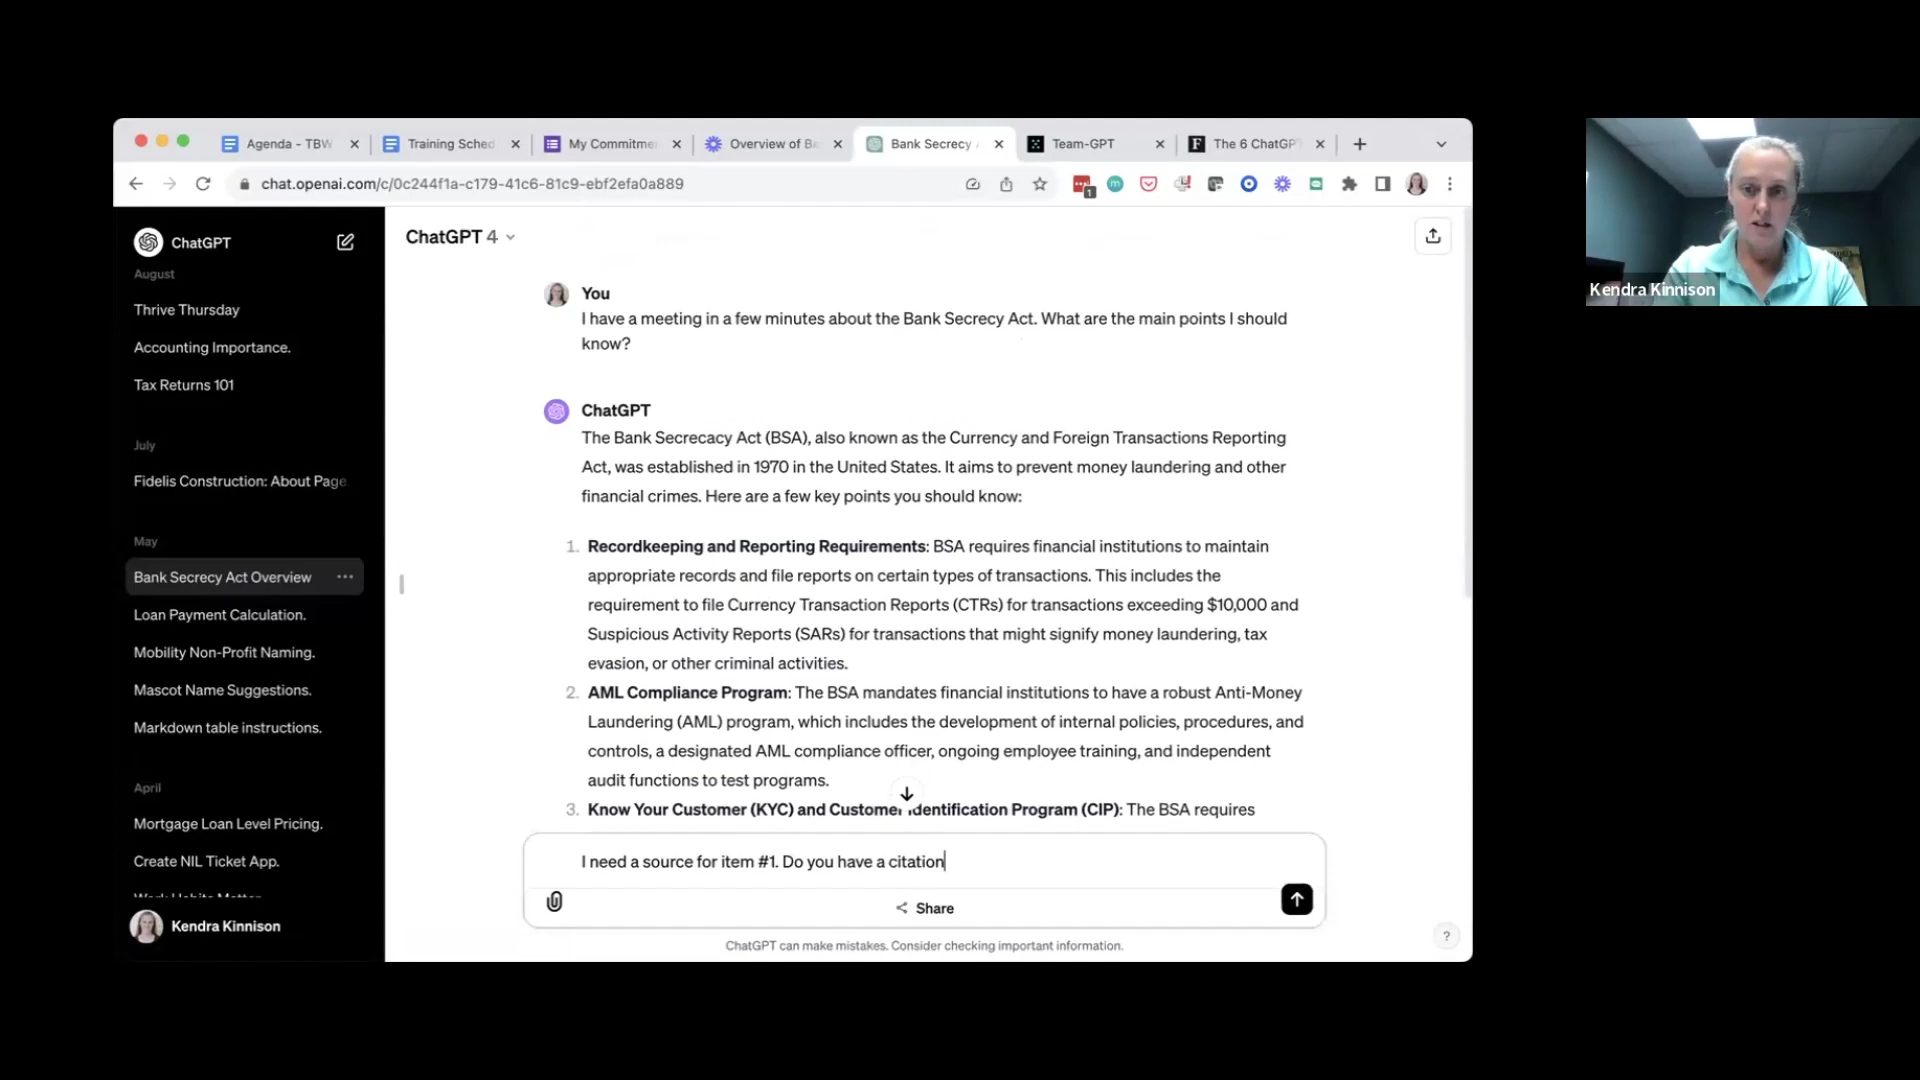 Agenda - TBW
Training Sched
My Commitme
Overview of Ba
Bank Secrecy
Team-GPT
The 6 ChatGP
chat.openai.com/c/0c244f1a-c179-41c6-81c9-ebf2efa0a889
1
m
ChatGPT
August
Thrive Thursday
Accounting Importance.
Tax Returns 101
July
Fidelis Construction: About Page
May
Bank Secrecy Act Overview
Loan Payment Calculation.
Mobility Non-Profit Naming.
Mascot Name Suggestions.
Markdown table instructions.
April
Mortgage Loan Level Pricing.
Create NIL Ticket App.
Work Habits Matter.
Kendra Kinnison
ChatGPT 4
You
I have a meeting in a few minutes about the Bank Secrecy Act. What are the main points I should
know?
ChatGPT
The Bank Secrecacy Act (BSA), also known as the Currency and Foreign Transactions Reporting
Act, was established in 1970 in the United States. It aims to prevent money laundering and other
financial crimes. Here are a few key points you should know:
1. Recordkeeping and Reporting Requirements: BSA requires financial institutions to maintain
appropriate records and file reports on certain types of transactions. This includes the
requirement to file Currency Transaction Reports (CTRs) for transactions exceeding $10,000 and
Suspicious Activity Reports (SARs) for transactions that might signify money laundering, tax
evasion, or other criminal activities.
2. AML Compliance Program: The BSA mandates financial institutions to have a robust Anti-Money
Laundering (AML) program, which includes the development of internal policies, procedures, and
controls, a designated AML compliance officer, ongoing employee training, and independent
audit functions to test programs.
3. Know Your Customer (KYC) and Customer Identification Program (CIP): The BSA requires
I need a source for item #1. Do you have a citation
Share
ChatGPT can make mistakes. Consider checking important information.
?
Kendra Kinnison